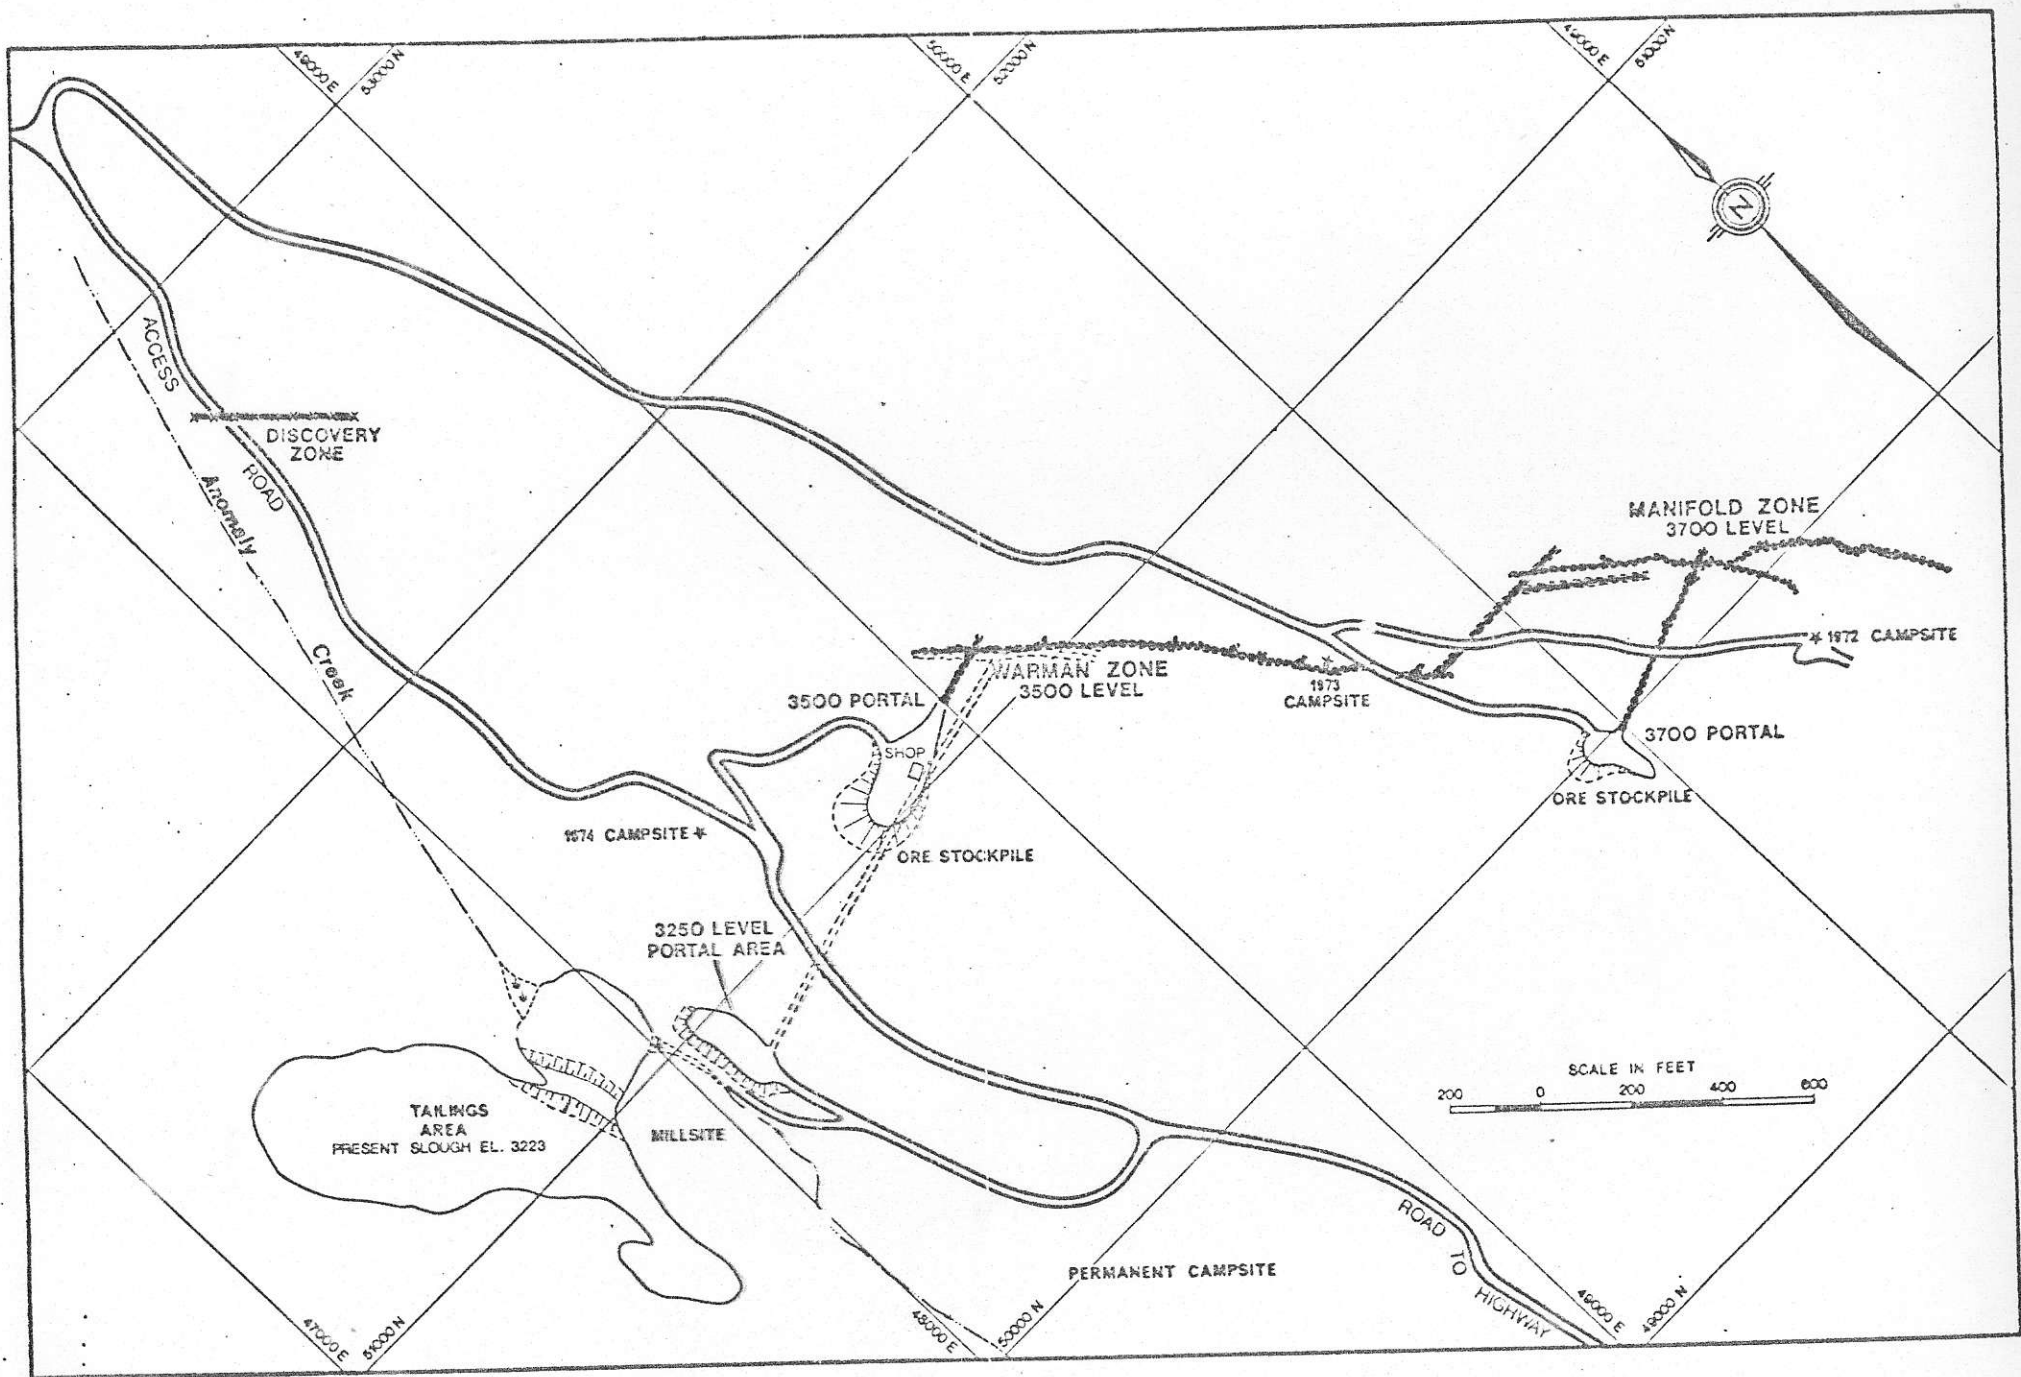 49000 E
53000 N
50000 E
52000 N
49000 E
51000 N
N
ACCESS
ROAD
DISCOVERY
ZONE
Anomaly
Creek
MANIFOLD ZONE
3700 LEVEL
1972 CAMPSITE
WARMAN ZONE
3500 LEVEL
1973
CAMPSITE
3500 PORTAL
SHOP
3700 PORTAL
ORE STOCKPILE
1974 CAMPSITE
ORE STOCKPILE
3250 LEVEL
PORTAL AREA
SCALE IN FEET
200 0 200 400 600
TAILINGS
AREA
PRESENT SLOUGH EL. 3223
MILLSITE
ROAD TO HIGHWAY
PERMANENT CAMPSITE
47000 E
51000 N
48000 E
50000 N
49000 E
49000 N